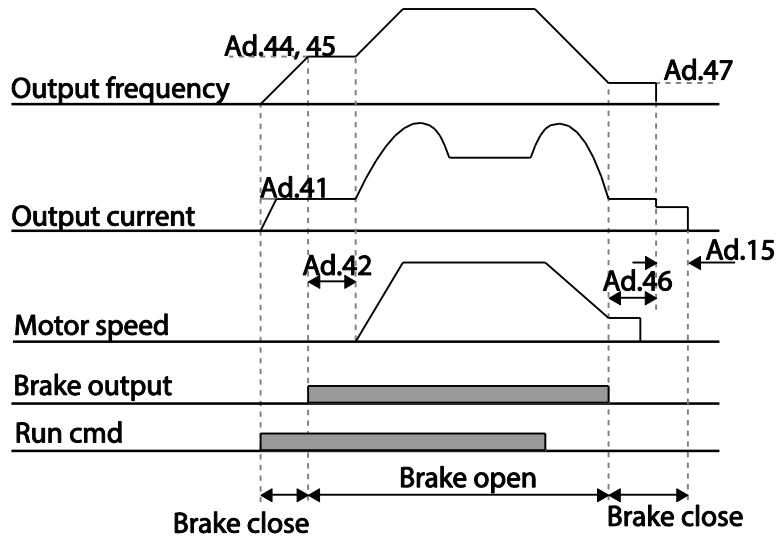 Ad.44, 45
Ad.47
Output frequency
Ad.41
Output current
Ad.15
Ad.42
Ad.46
Motor speed
Brake output
Run cmd
Brake open
Brake close
Brake close